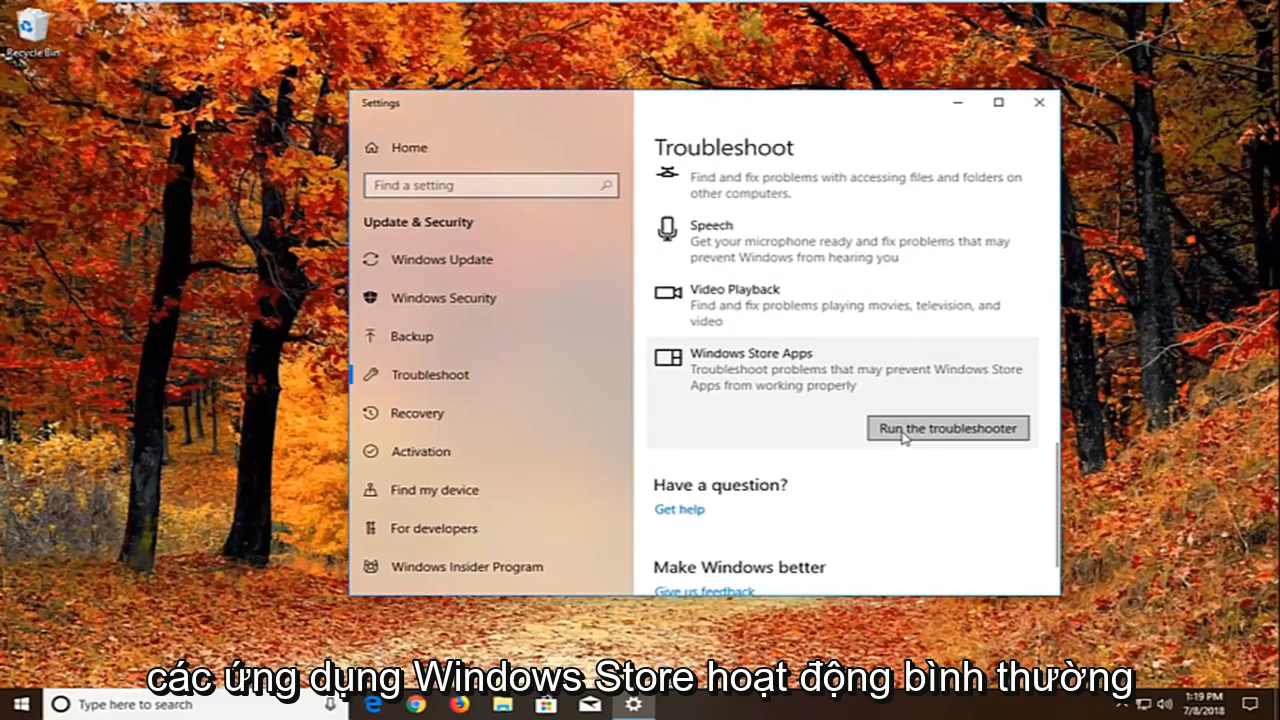 Recycle Bin
Settings
Home
Find a setting
Update & Security
Windows Update
Windows Security
Backup
Troubleshoot
Recovery
Activation
Find my device
For developers
Windows Insider Program
Troubleshoot
Find and fix problems with accessing files and folders on
other computers.
Speech
Get your microphone ready and fix problems that may
prevent Windows from hearing you
Video Playback
Find and fix problems playing movies, television, and
video
Windows Store Apps
Troubleshoot problems that may prevent Windows Store
Apps from working properly
Run the troubleshooter
Have a question?
Get help
Make Windows better
Give us feedback
các ứng dụng Windows Store hoạt động bình thường
Type here to search
1:19 PM
7/8/2018